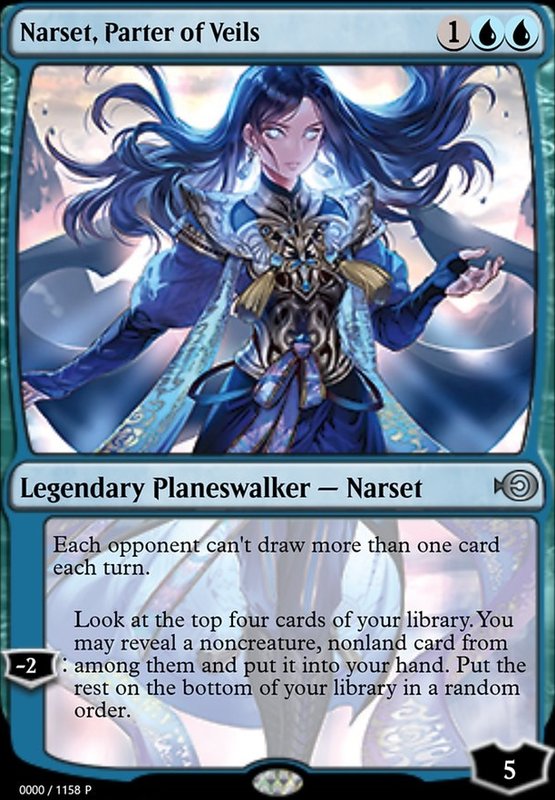 Narset, Parter of Veils 1
Legendary Planeswalker — Narset
Each opponent can't draw more than one card
each turn.
Look at the top four cards of your library. You
may reveal a noncreature, nonland card from
-2 : among them and put it into your hand. Put the
rest on the bottom of your library in a random
order.
5
0000 / 1158 P